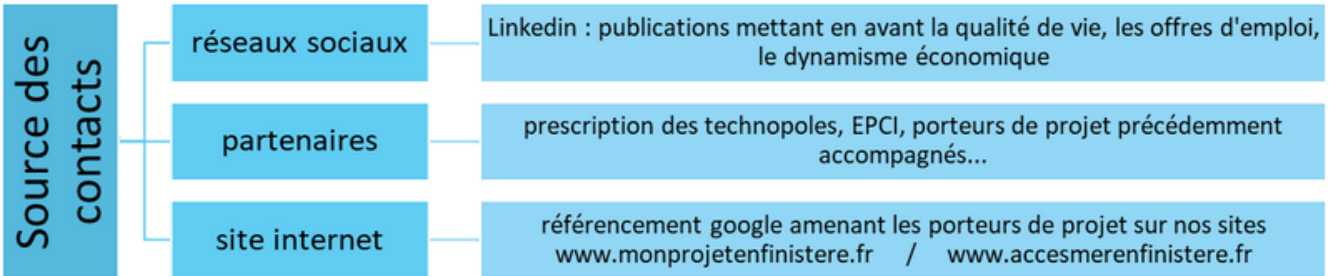 Source des
contacts
réseaux sociaux
Linkedin : publications mettant en avant la qualité de vie, les offres d'emploi,
le dynamisme économique
partenaires
prescription des technopoles, EPCI, porteurs de projet précédemment
accompagnés...
site internet
référencement google amenant les porteurs de projet sur nos sites
www.monprojetenfinistere.fr / www.accesmerenfinistere.fr